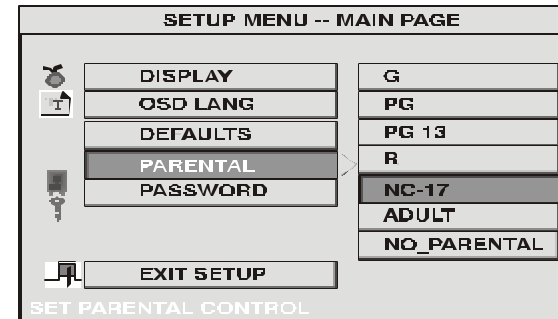 SETUP MENU -- MAIN PAGE
DISPLAY
OSD LANG
DEFAULTS
PARENTAL
PASSWORD
EXIT SETUP
G
PG
PG 13
R
NC-17
ADULT
NO_PARENTAL
SET PARENTAL CONTROL